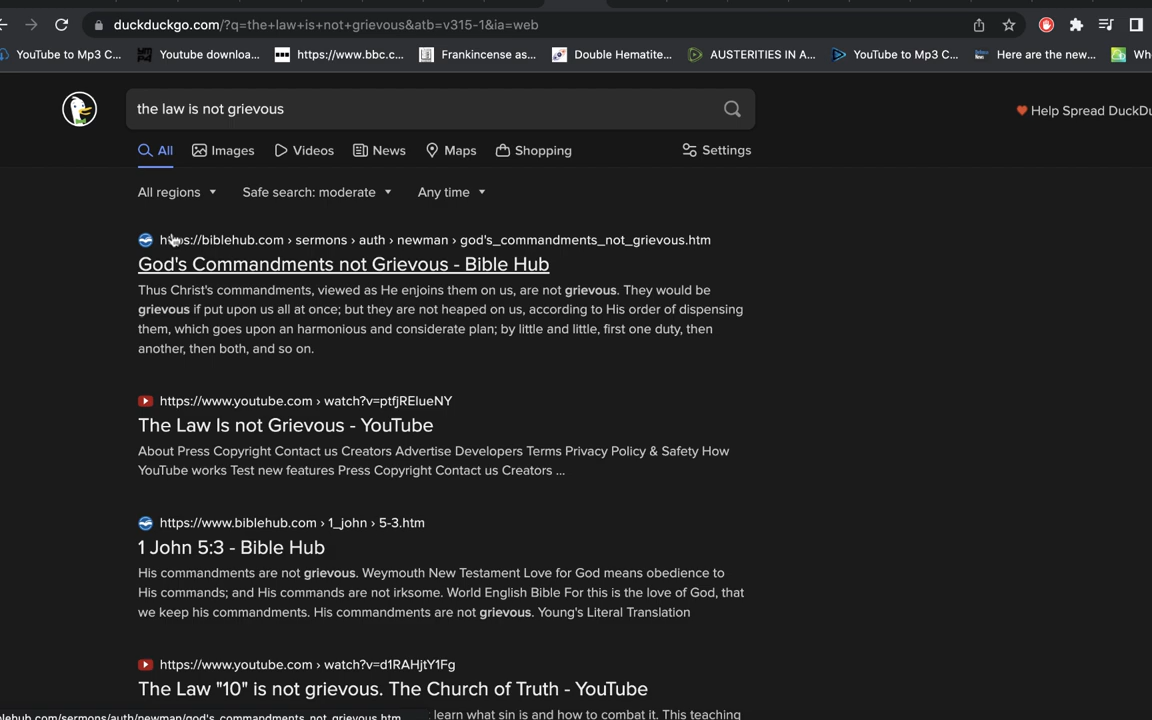 duckduckgo.com/?q=the+law+is+not+grievous&atb=v315-1&ia=web
YouTube to Mp3 C... Youtube downloa... https://www.bbc.c... Frankincense as... Double Hematite... AUSTERITIES IN A... YouTube to Mp3 C... Here are the new... Wh
the law is not grievous
Help Spread DuckDu
All Images Videos News Maps Shopping Settings
All regions Safe search: moderate Any time
https://biblehub.com › sermons › auth › newman › god's_commandments_not_grievous.htm
God's Commandments not Grievous - Bible Hub
Thus Christ's commandments, viewed as He enjoins them on us, are not grievous. They would be
grievous if put upon us all at once; but they are not heaped on us, according to His order of dispensing
them, which goes upon an harmonious and considerate plan; by little and little, first one duty, then
another, then both, and so on.
https://www.youtube.com › watch?v=ptfjRElueNY
The Law Is not Grievous - YouTube
About Press Copyright Contact us Creators Advertise Developers Terms Privacy Policy & Safety How
YouTube works Test new features Press Copyright Contact us Creators ...
https://www.biblehub.com › 1_john › 5-3.htm
1 John 5:3 - Bible Hub
His commandments are not grievous. Weymouth New Testament Love for God means obedience to
His commands; and His commands are not irksome. World English Bible For this is the love of God, that
we keep his commandments. His commandments are not grievous. Young's Literal Translation
https://www.youtube.com › watch?v=d1RAHjtY1Fg
The Law "10" is not grievous. The Church of Truth - YouTube
learn what sin is and how to combat it. This teaching
blehub.com/sermons/auth/newman/god's_commandments_not_grievous.htm